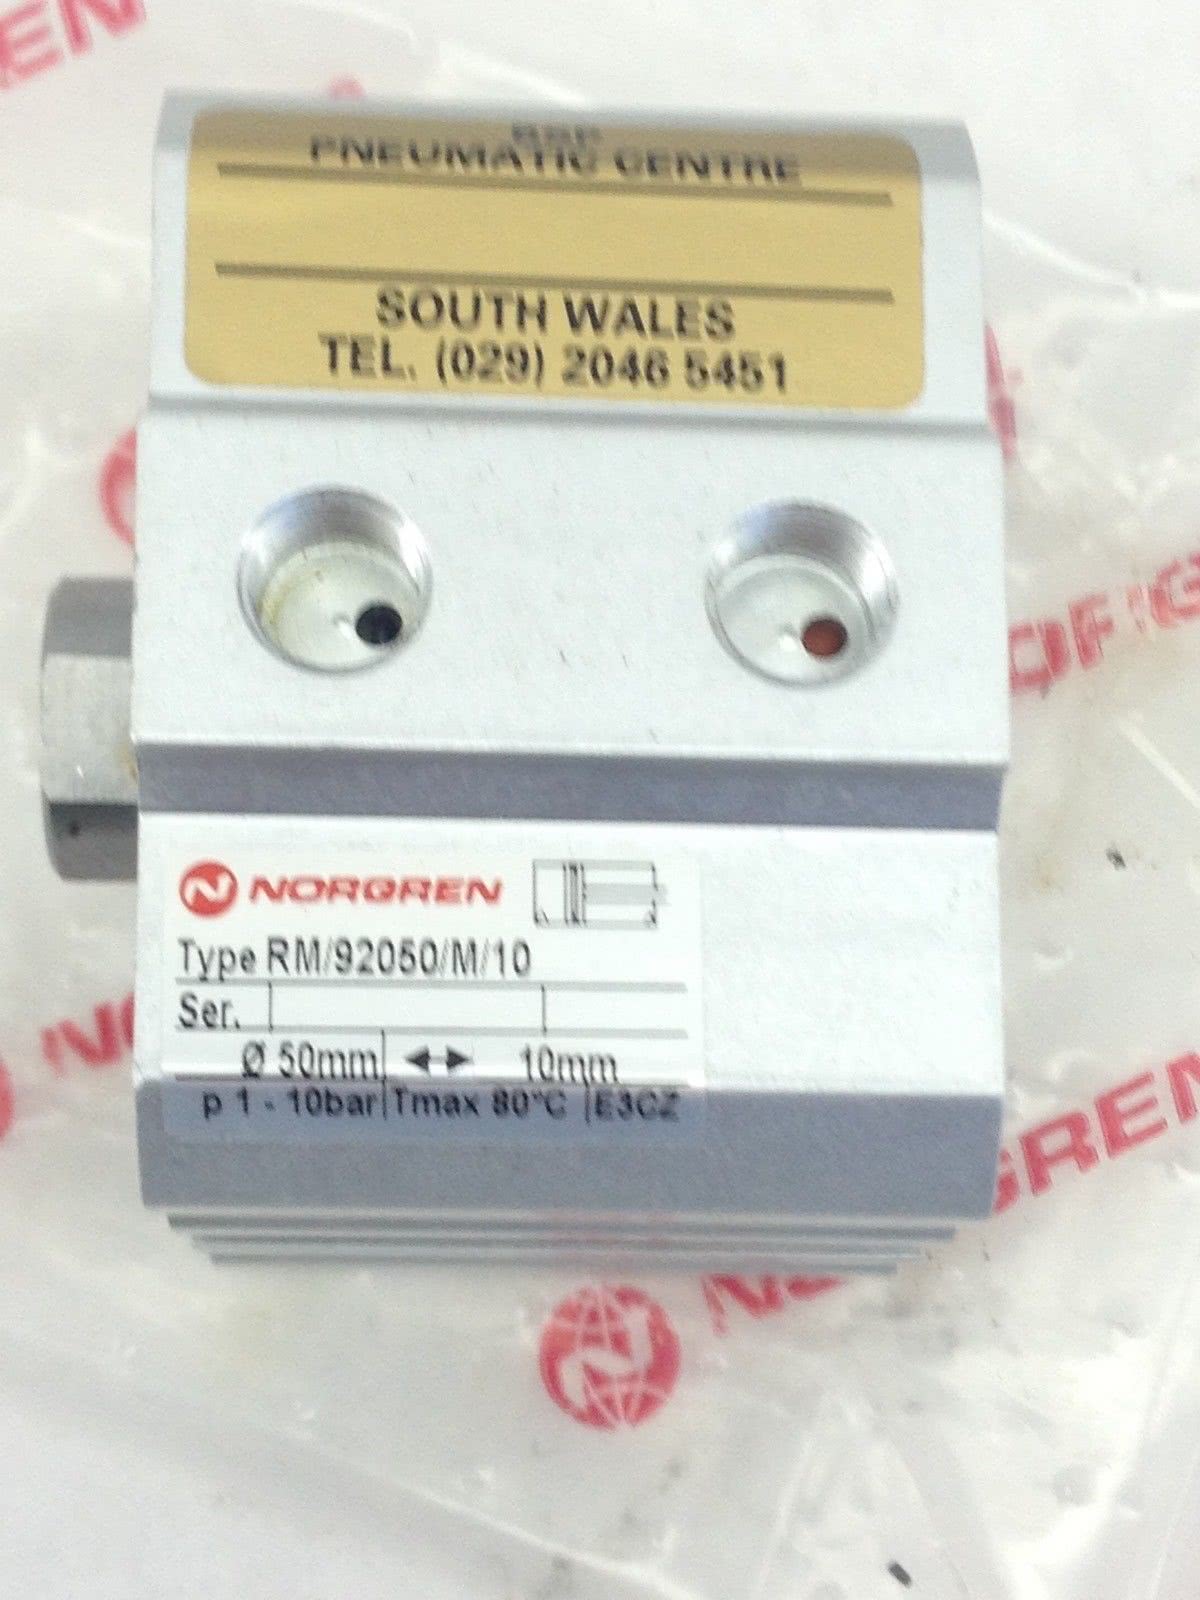 PNEUMATIC CENTRE
SOUTH WALES
TEL. (029) 2046 5451
NORGREN
Type RM/92050/M/10
Ser.
Ø 50mm 10mm
p 1 - 10bar Tmax 80°C E3CZ
NORGREN